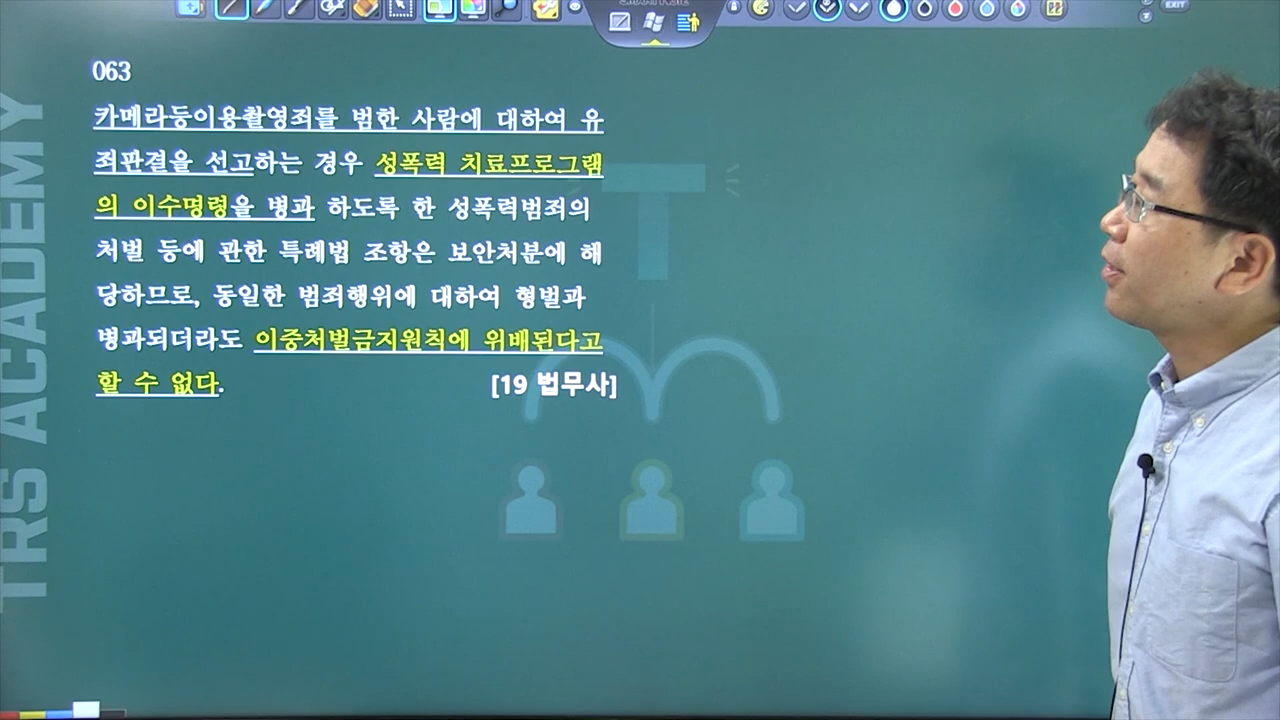 SMART NOTE
EXIT
063
카메라등이용촬영죄를 범한 사람에 대하여 유
죄판결을 선고하는 경우 성폭력 치료프로그램
의 이수명령을 병과 하도록 한 성폭력범죄의
처벌 등에 관한 특례법 조항은 보안처분에 해
당하므로, 동일한 범죄행위에 대하여 형벌과
병과되더라도 이중처벌금지원칙에 위배된다고
할 수 없다.
[19 법무사]
TRS ACADEMY